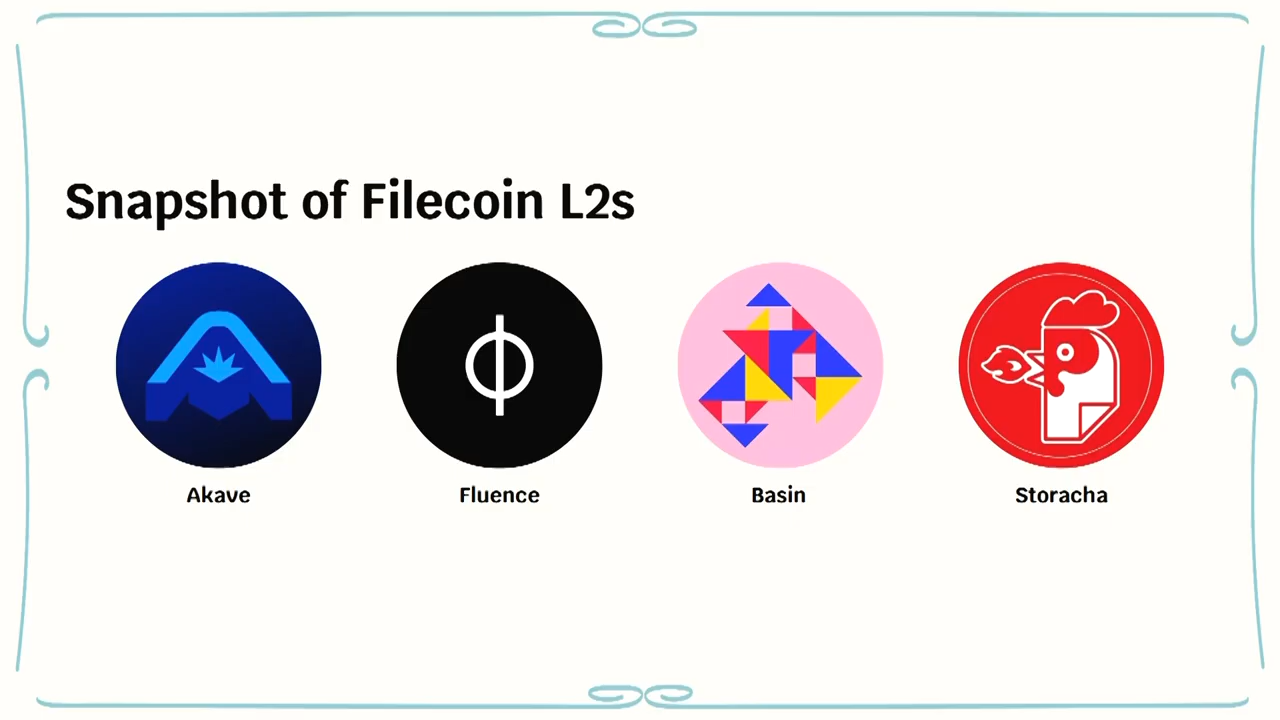 Snapshot of Filecoin L2s
Akave
Fluence
Basin
Storacha